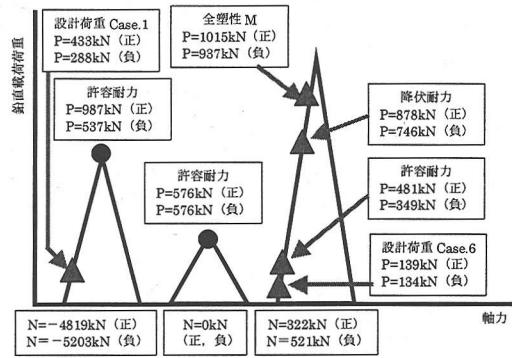 鉛直載荷荷重
設計荷重 Case.1
P=433kN（正）
P=288kN（負）
許容耐力
P=987kN（正）
P=537kN（負）
許容耐力
P=576kN（正）
P=576kN（負）
全塑性 M
P=1015kN（正）
P=937kN（負）
降伏耐力
P=878kN（正）
P=746kN（負）
許容耐力
P=481kN（正）
P=349kN（負）
設計荷重 Case.6
P=139kN（正）
P=134kN（負）
軸力
N=－4819kN（正）
N=－5203kN（負）
N=0kN
（正，負）
N=322kN（正）
N=521kN（負）